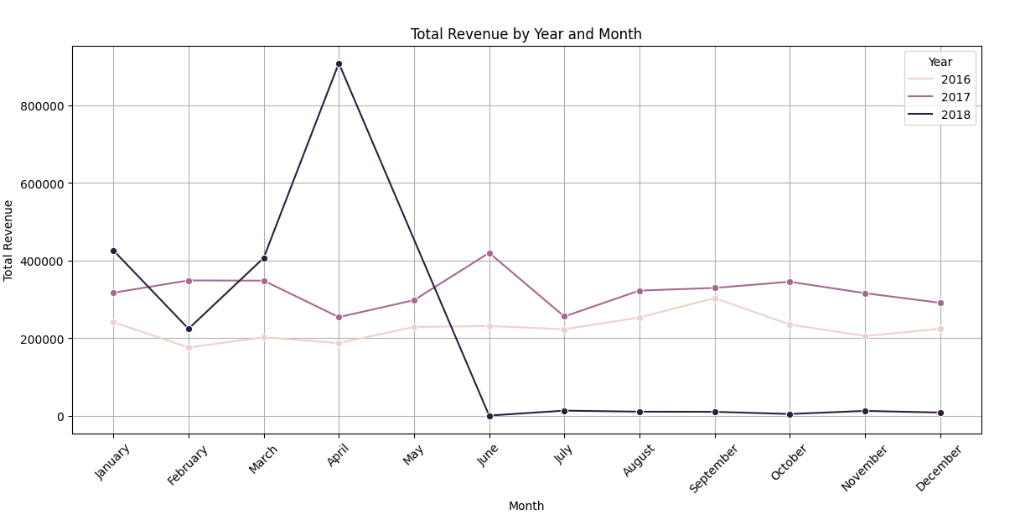 Total Revenue by Year and Month
Year
2016
2017
2018
Total Revenue
800000
600000
400000
200000
0
January
February
March
April
May
June
July
August
September
October
November
December
Month